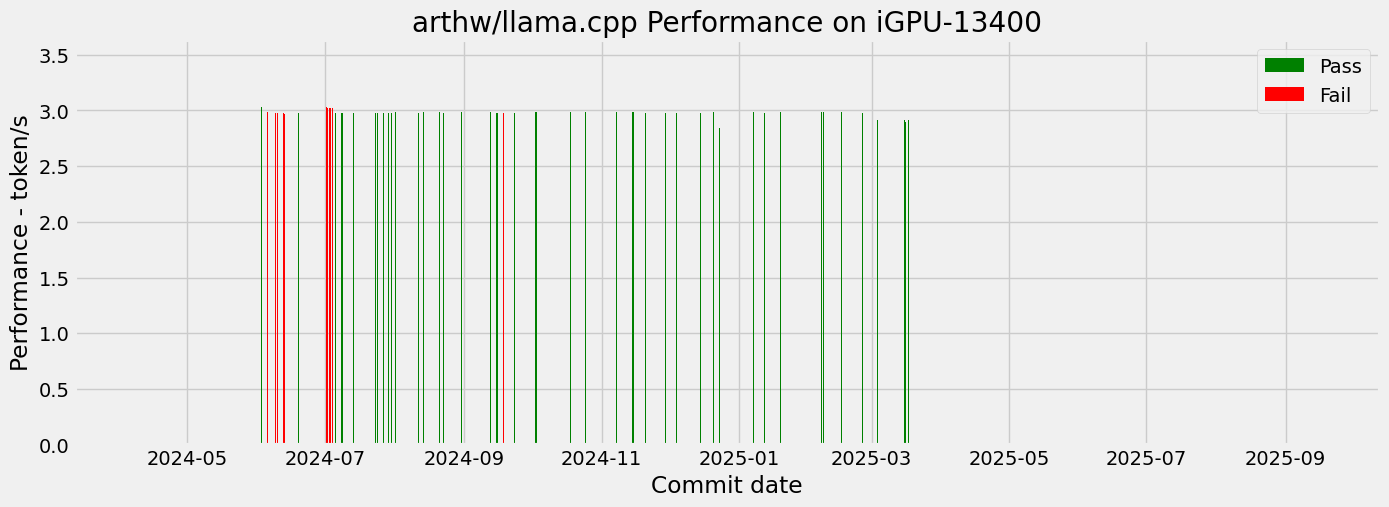 arthw/llama.cpp Performance on iGPU-13400
Performance - token/s
3.5
3.0
2.5
2.0
1.5
1.0
0.5
0.0
Pass
Fail
2024-05 2024-07 2024-09 2024-11 2025-01 2025-03 2025-05 2025-07 2025-09
Commit date